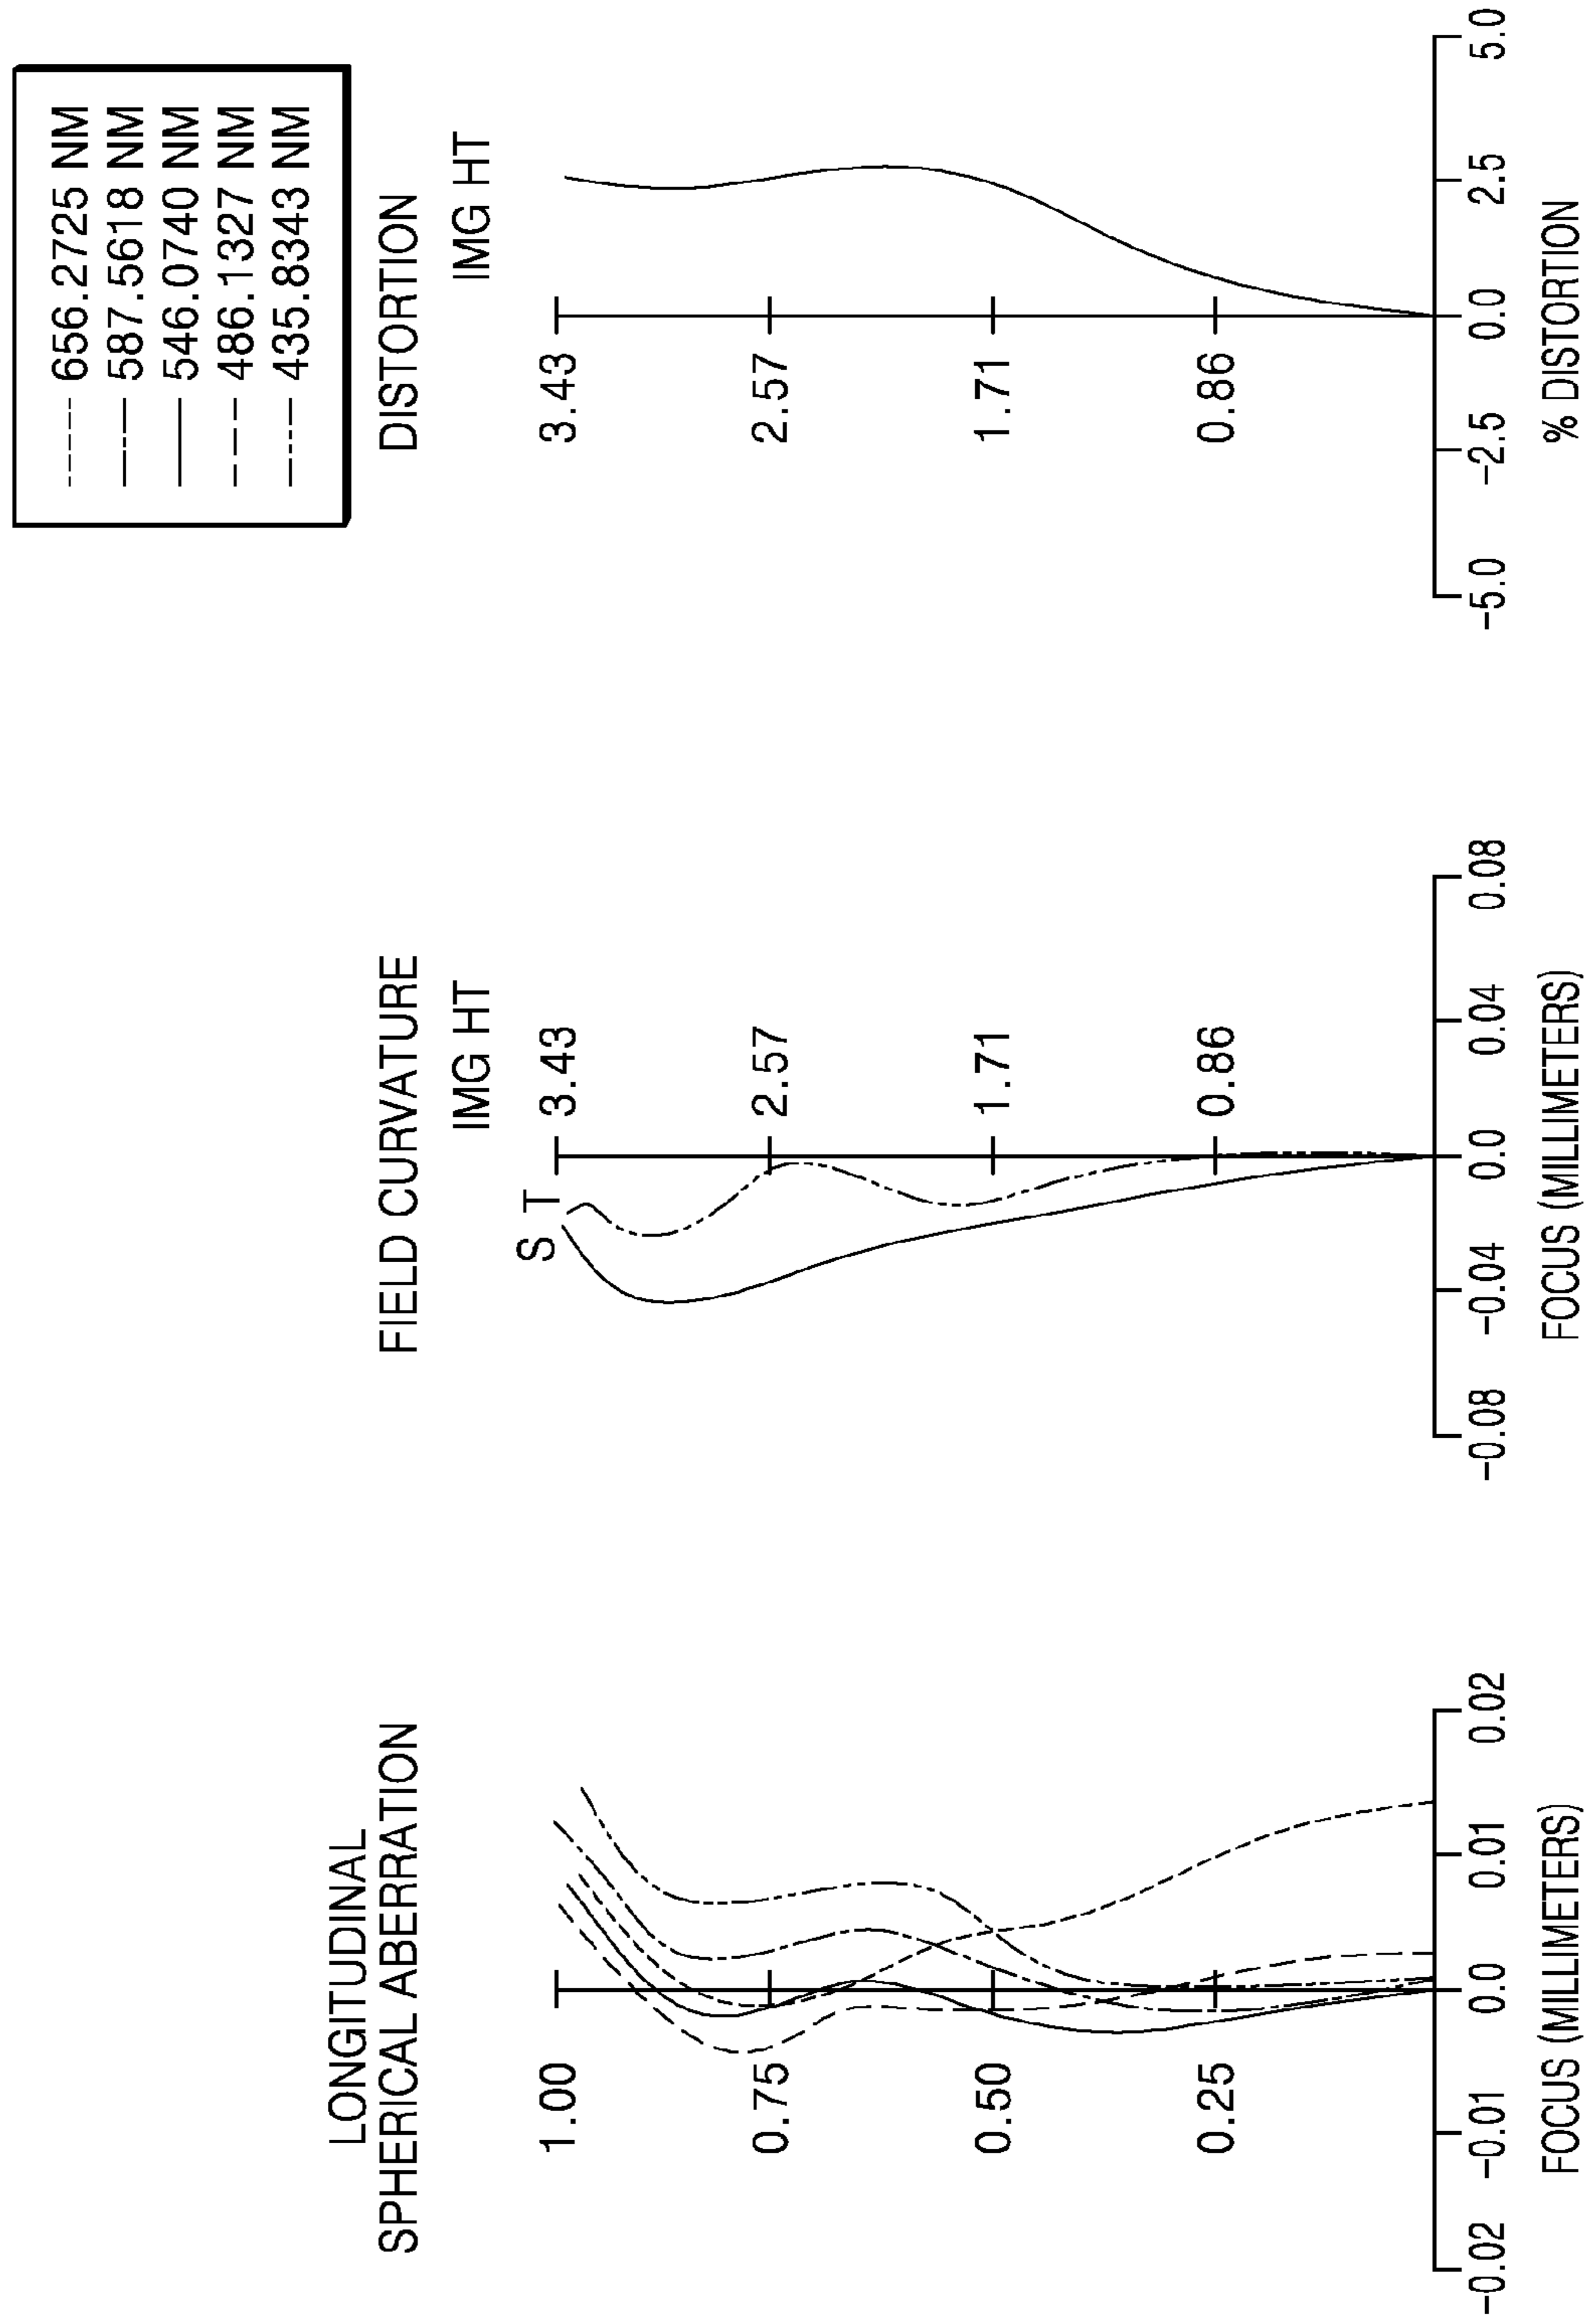 656.2725 NM
587.5618 NM
546.0740 NM
486.1327 NM
435.8343 NM
LONGITUDINAL
SPHERICAL ABERRATION
1.00
0.75
0.50
0.25
-0.02 -0.01 0.0 0.01 0.02
FOCUS (MILLIMETERS)
FIELD CURVATURE
IMG HT
S T
3.43
2.57
1.71
0.86
-0.08 -0.04 0.0 0.04 0.08
FOCUS (MILLIMETERS)
DISTORTION
IMG HT
3.43
2.57
1.71
0.86
-5.0 -2.5 0.0 2.5 5.0
% DISTORTION